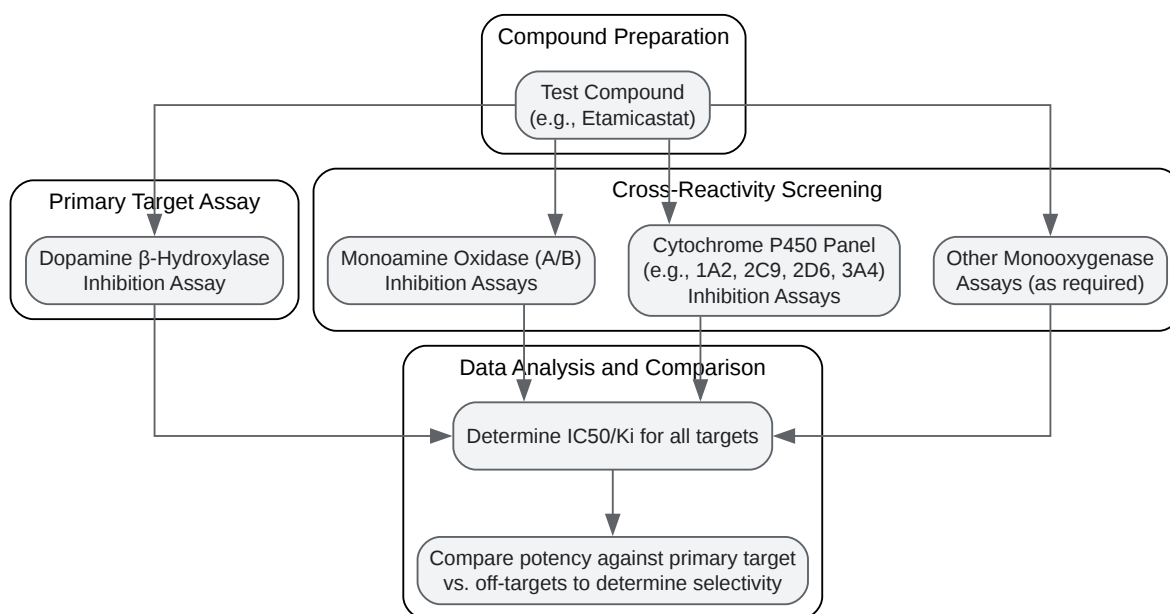 Compound Preparation
Test Compound
(e.g., Etamicastat)
Primary Target Assay
Dopamine β-Hydroxylase
Inhibition Assay
Cross-Reactivity Screening
Monoamine Oxidase (A/B)
Inhibition Assays
Cytochrome P450 Panel
(e.g., 1A2, 2C9, 2D6, 3A4)
Inhibition Assays
Other Monooxygenase
Assays (as required)
Data Analysis and Comparison
Determine IC50/Ki for all targets
Compare potency against primary target
vs. off-targets to determine selectivity